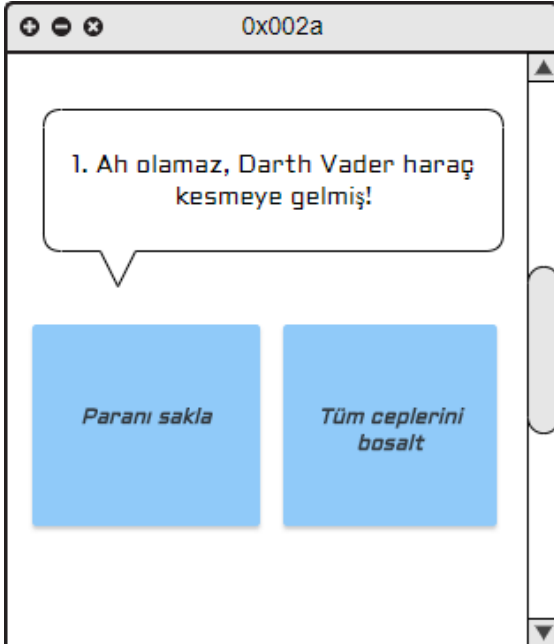 0x002a
1. Ah olamaz, Darth Vader haraç
kesmeye gelmiş!
Paranı sakla
Tüm ceplerini
bosalt